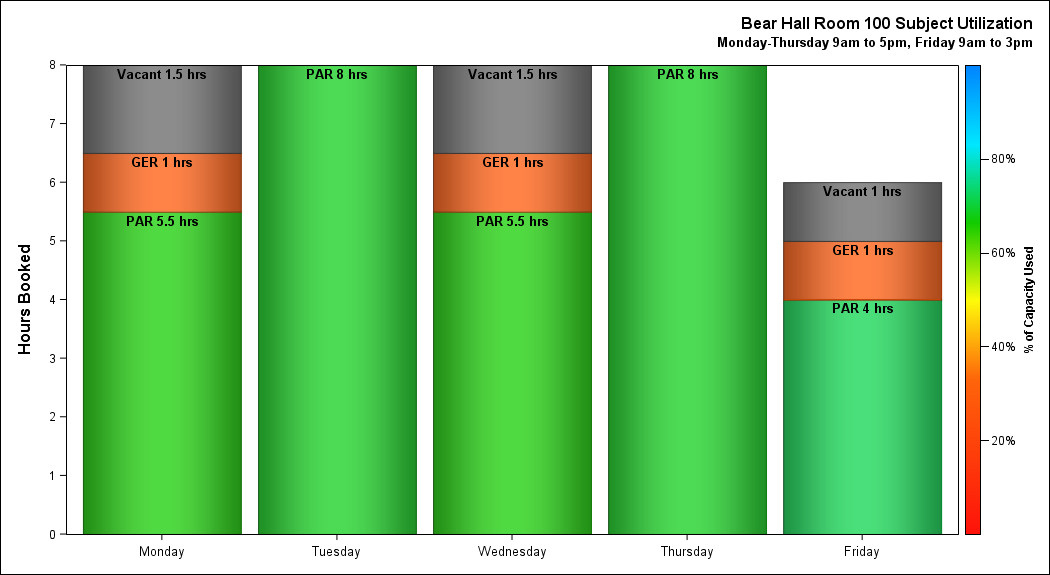 Bear Hall Room 100 Subject Utilization
Monday-Thursday 9am to 5pm, Friday 9am to 3pm
Hours Booked
8
7
6
5
4
3
2
1
0
Vacant 1.5 hrs
GER 1 hrs
PAR 5.5 hrs
PAR 8 hrs
Vacant 1.5 hrs
GER 1 hrs
PAR 5.5 hrs
PAR 8 hrs
Vacant 1 hrs
GER 1 hrs
PAR 4 hrs
Monday
Tuesday
Wednesday
Thursday
Friday
80%
60%
40%
20%
% of Capacity Used